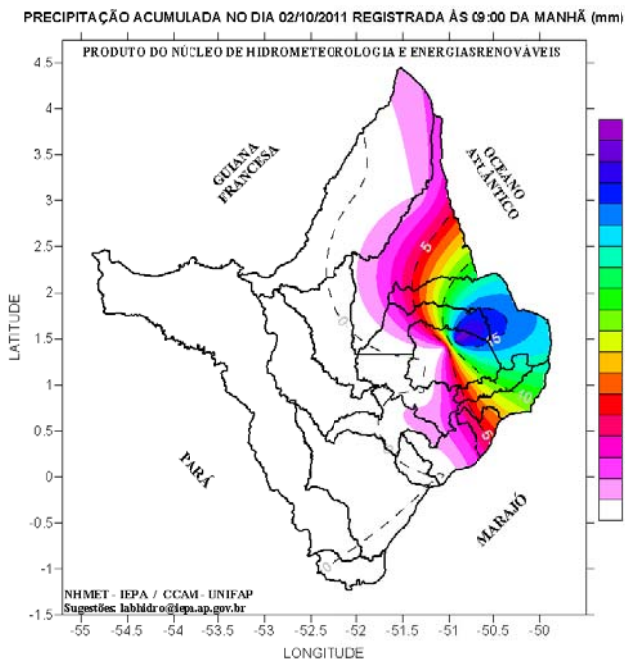 PRECIPITAÇÃO ACUMULADA NO DIA 02/10/2011 REGISTRADA ÀS 09:00 DA MANHÃ (mm)
PRODUTO DO NÚCLEO DE HIDROMETEOROLOGIA E ENERGIASRENOVÁVEIS
4.5
4
3.5
3
2.5
2
1.5
1
0.5
0
-0.5
-1
-1.5
LATITUDE
GUIANA
FRANCESA
OCEANO
ATLÂNTICO
PARÁ
MARAJÓ
5
0
15
10
5
0
0
NHMET - IEPA / CCAM - UNIFAP
Sugestões: labhidro@iepa.ap.gov.br
-55
-54.5
-54
-53.5
-53
-52.5
-52
-51.5
-51
-50.5
-50
LONGITUDE